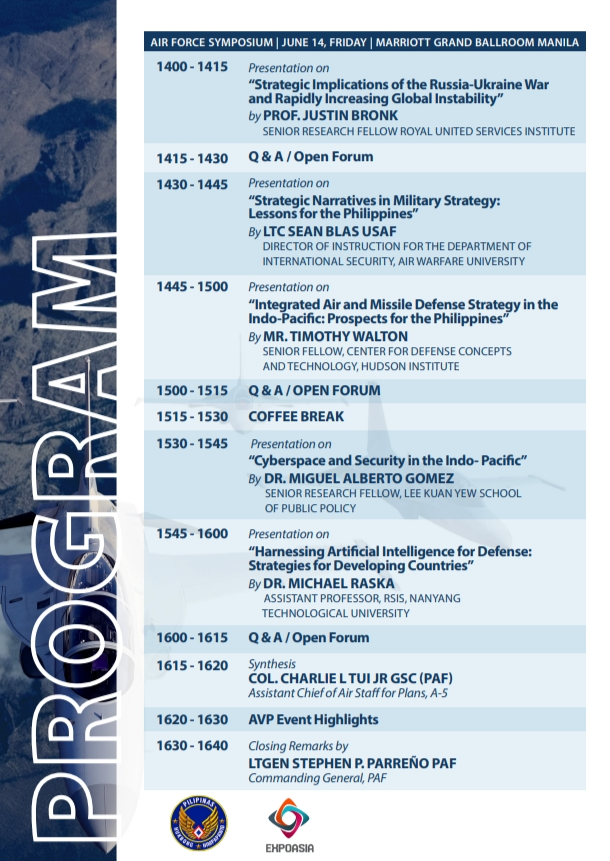 PROGRAM
AIR FORCE SYMPOSIUM | JUNE 14, FRIDAY | MARRIOTT GRAND BALLROOM MANILA
1400 - 1415 Presentation on
“Strategic Implications of the Russia-Ukraine War
and Rapidly Increasing Global Instability”
by PROF. JUSTIN BRONK
SENIOR RESEARCH FELLOW ROYAL UNITED SERVICES INSTITUTE
1415 - 1430 Q & A / Open Forum
1430 - 1445 Presentation on
“Strategic Narratives in Military Strategy:
Lessons for the Philippines”
By LTC SEAN BLAS USAF
DIRECTOR OF INSTRUCTION FOR THE DEPARTMENT OF
INTERNATIONAL SECURITY, AIR WARFARE UNIVERSITY
1445 - 1500 Presentation on
“Integrated Air and Missile Defense Strategy in the
Indo-Pacific: Prospects for the Philippines”
By MR. TIMOTHY WALTON
SENIOR FELLOW, CENTER FOR DEFENSE CONCEPTS
AND TECHNOLOGY, HUDSON INSTITUTE
1500 - 1515 Q & A / OPEN FORUM
1515 - 1530 COFFEE BREAK
1530 - 1545 Presentation on
“Cyberspace and Security in the Indo- Pacific”
By DR. MIGUEL ALBERTO GOMEZ
SENIOR RESEARCH FELLOW, LEE KUAN YEW SCHOOL
OF PUBLIC POLICY
1545 - 1600 Presentation on
“Harnessing Artificial Intelligence for Defense:
Strategies for Developing Countries”
By DR. MICHAEL RASKA
ASSISTANT PROFESSOR, RSIS, NANYANG
TECHNOLOGICAL UNIVERSITY
1600 - 1615 Q & A / Open Forum
1615 - 1620 Synthesis
COL. CHARLIE L TUI JR GSC (PAF)
Assistant Chief of Air Staff for Plans, A-5
1620 - 1630 AVP Event Highlights
1630 - 1640 Closing Remarks by
LTGEN STEPHEN P. PARREÑO PAF
Commanding General, PAF
PILIPINAS
HUKBONG HIMPAPAWID
EXPOASIA